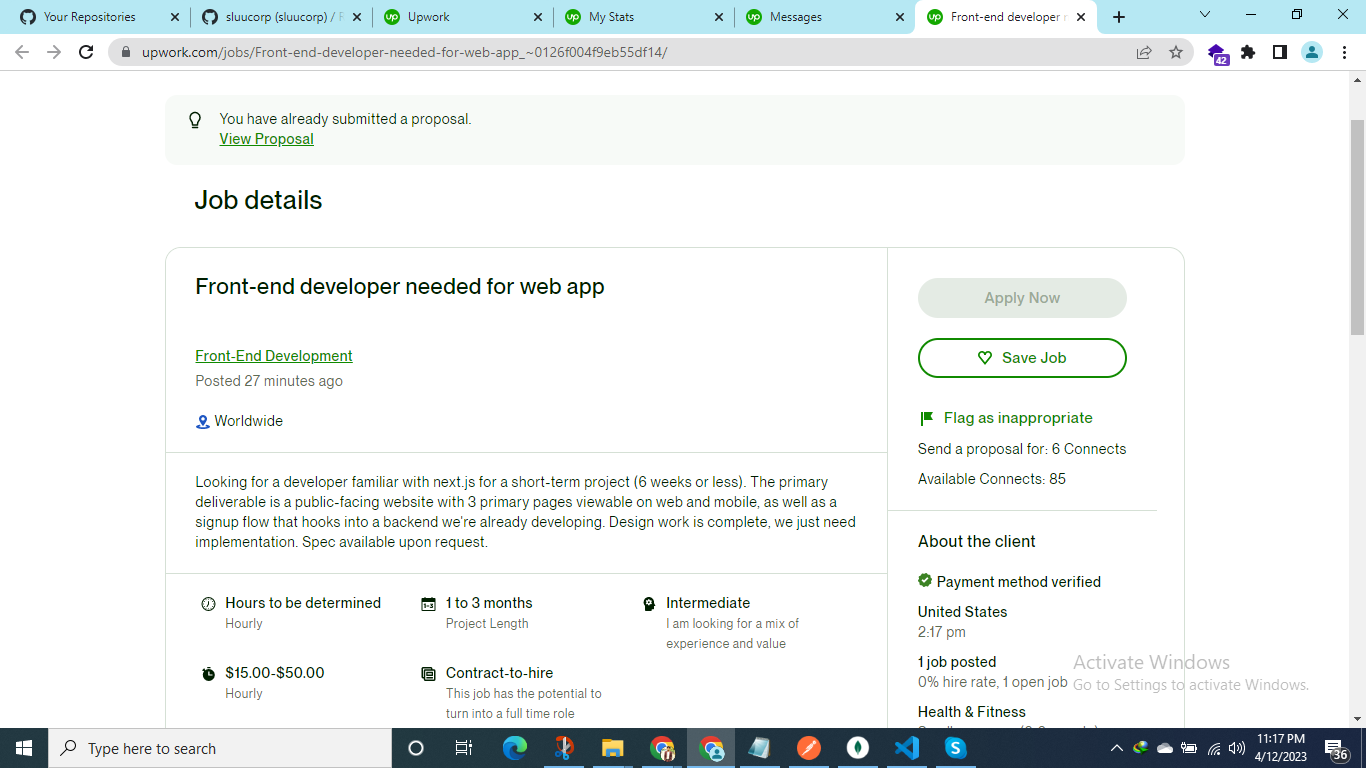 Your Repositories
sluucorp (sluucorp) /
Upwork
My Stats
Messages
Front-end developer
upwork.com/jobs/Front-end-developer-needed-for-web-app_~0126f004f9eb55df14/
42
You have already submitted a proposal.
View Proposal
Job details
Front-end developer needed for web app
Front-End Development
Posted 27 minutes ago
Worldwide
Looking for a developer familiar with next.js for a short-term project (6 weeks or less). The primary
deliverable is a public-facing website with 3 primary pages viewable on web and mobile, as well as a
signup flow that hooks into a backend we're already developing. Design work is complete, we just need
implementation. Spec available upon request.
Hours to be determined
Hourly
1 to 3 months
Project Length
Intermediate
I am looking for a mix of
experience and value
$15.00-$50.00
Hourly
Contract-to-hire
This job has the potential to
turn into a full time role
Apply Now
Save Job
Flag as inappropriate
Send a proposal for: 6 Connects
Available Connects: 85
About the client
Payment method verified
United States
2:17 pm
1 job posted
0% hire rate, 1 open job
Health & Fitness
Activate Windows
Go to Settings to activate Windows.
Type here to search
11:17 PM
4/12/2023
36